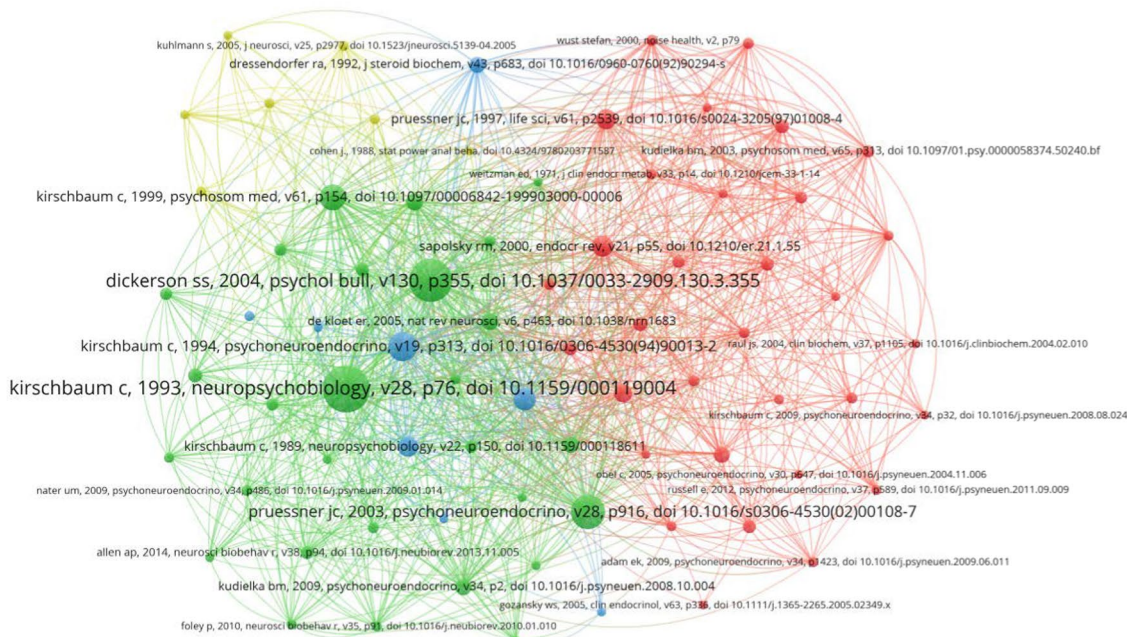 kuhlmann s, 2005, j neurosci, v25, p2977, doi 10.1523/jneurosci.5139-04.2005
wust stefan, 2000, noise health, v2, p79
dressendorfer ra, 1992, j steroid biochem, v43, p683, doi 10.1016/0960-0760(92)90294-s
pruessner jc, 1997, life sci, v61, p2539, doi 10.1016/s0024-3205(97)01008-4
cohen j., 1988, stat power anal beha, doi 10.4324/9780203771587
kudielka bm, 2003, psychosom med, v65, p313, doi 10.1097/01.psy.0000058374.50240.bf
weitzman ed, 1971, j clin endocr metab, v33, p14, doi 10.1210/jcem-33-1-14
kirschbaum c, 1999, psychosom med, v61, p154, doi 10.1097/00006842-199903000-00006
sapolsky rm, 2000, endocr rev, v21, p55, doi 10.1210/er.21.1.55
dickerson ss, 2004, psychol bull, v130, p355, doi 10.1037/0033-2909.130.3.355
de kloet er, 2005, nat rev neurosci, v6, p463, doi 10.1038/nrn1683
kirschbaum c, 1994, psychoneuroendocrino, v19, p313, doi 10.1016/0306-4530(94)90013-2
raul js, 2004, clin biochem, v37, p1105, doi 10.1016/j.clinbiochem.2004.02.010
kirschbaum c, 1993, neuropsychobiology, v28, p76, doi 10.1159/000119004
kirschbaum c, 2009, psychoneuroendocrino, v34, p32, doi 10.1016/j.psyneuen.2008.08.024
kirschbaum c, 1989, neuropsychobiology, v22, p150, doi 10.1159/000118611
obel c, 2005, psychoneuroendocrino, v30, p647, doi 10.1016/j.psyneuen.2004.11.006
nater um, 2009, psychoneuroendocrino, v34, p486, doi 10.1016/j.psyneuen.2009.01.014
russell e, 2012, psychoneuroendocrino, v37, p589, doi 10.1016/j.psyneuen.2011.09.009
pruessner jc, 2003, psychoneuroendocrino, v28, p916, doi 10.1016/s0306-4530(02)00108-7
allen ap, 2014, neurosci biobehav r, v38, p94, doi 10.1016/j.neubiorev.2013.11.005
adam ek, 2009, psychoneuroendocrino, v34, p1423, doi 10.1016/j.psyneuen.2009.06.011
kudielka bm, 2009, psychoneuroendocrino, v34, p2, doi 10.1016/j.psyneuen.2008.10.004
gozansky ws, 2005, clin endocrinol, v63, p336, doi 10.1111/j.1365-2265.2005.02349.x
foley p, 2010, neurosci biobehav r, v35, p91, doi 10.1016/j.neubiorev.2010.01.010